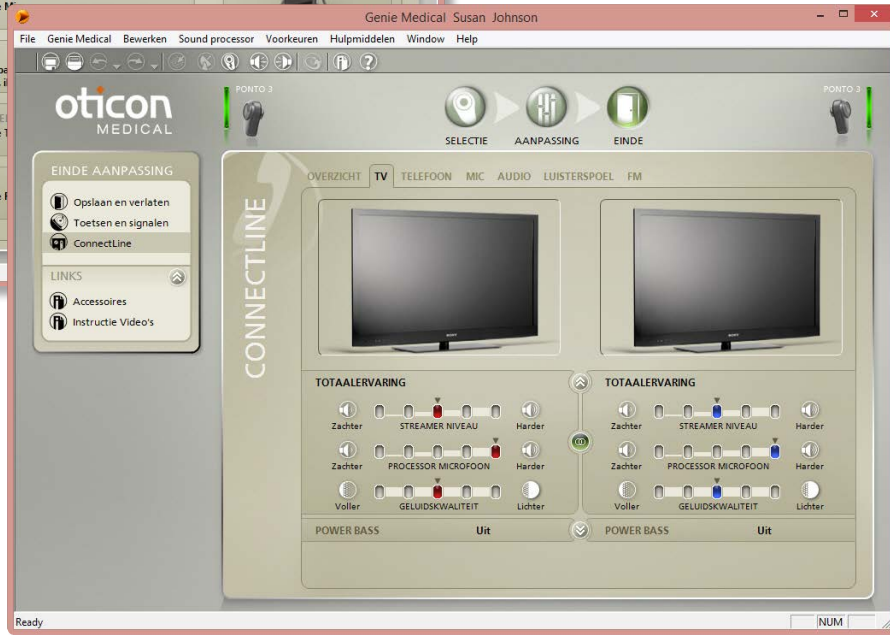 Genie Medical Susan Johnson
File Genie Medical Bewerken Sound processor Voorkeuren Hulpmiddelen Window Help
oticon
MEDICAL
PONTO 3
SELECTIE AANPASSING EINDE
PONTO 3
EINDE AANPASSING
Opslaan en verlaten
Toetsen en signalen
ConnectLine
LINKS
Accessoires
Instructie Video's
CONNECTLINE
OVERZICHT TV TELEFOON MIC AUDIO LUISTERSPOEL FM
TOTAALERVARING
Zachter STREAMER NIVEAU Harder
Zachter PROCESSOR MICROFOON Harder
Voller GELUIDSKWALITEIT Lichter
POWER BASS Uit
TOTAALERVARING
Zachter STREAMER NIVEAU Harder
Zachter PROCESSOR MICROFOON Harder
Voller GELUIDSKWALITEIT Lichter
POWER BASS Uit
Ready NUM